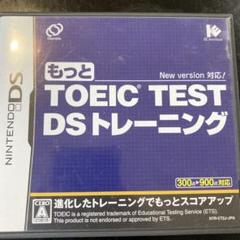 もっと
New version 対応!
TOEIC® TEST
DSトレーニング
300点▶900点対応
進化したトレーニングでもっとスコアアップ
TOEIC is a registered trademark of Educational Testing Service (ETS).
This product is not endorsed or approved by ETS.
CERO A
NINTENDO DS